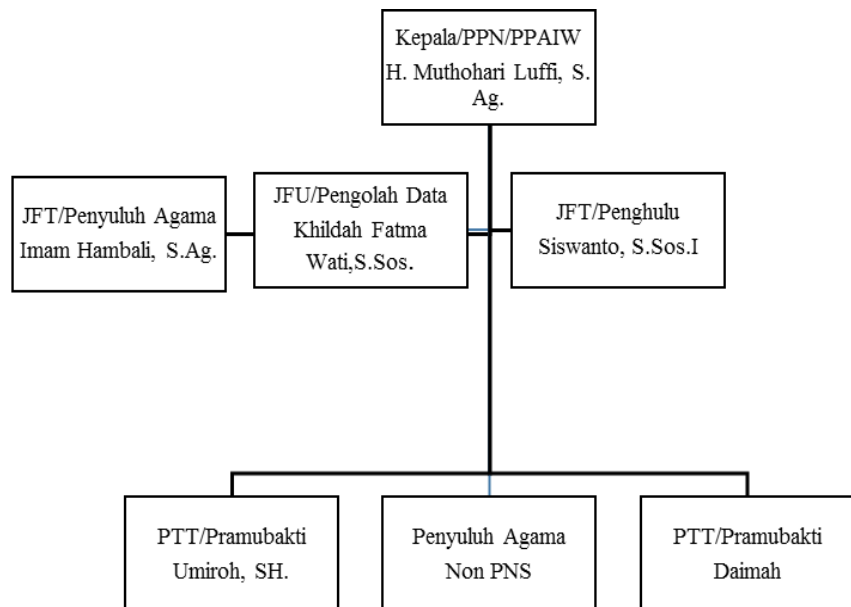 Kepala/PPN/PPAIW
H. Muthohari Luffi, S.
Ag.
JFT/Penyuluh Agama
Imam Hambali, S.Ag.
JFU/Pengolah Data
Khildah Fatma
Wati,S.Sos.
JFT/Penghulu
Siswanto, S.Sos.I
PTT/Pramubakti
Umiroh, SH.
Penyuluh Agama
Non PNS
PTT/Pramubakti
Daimah